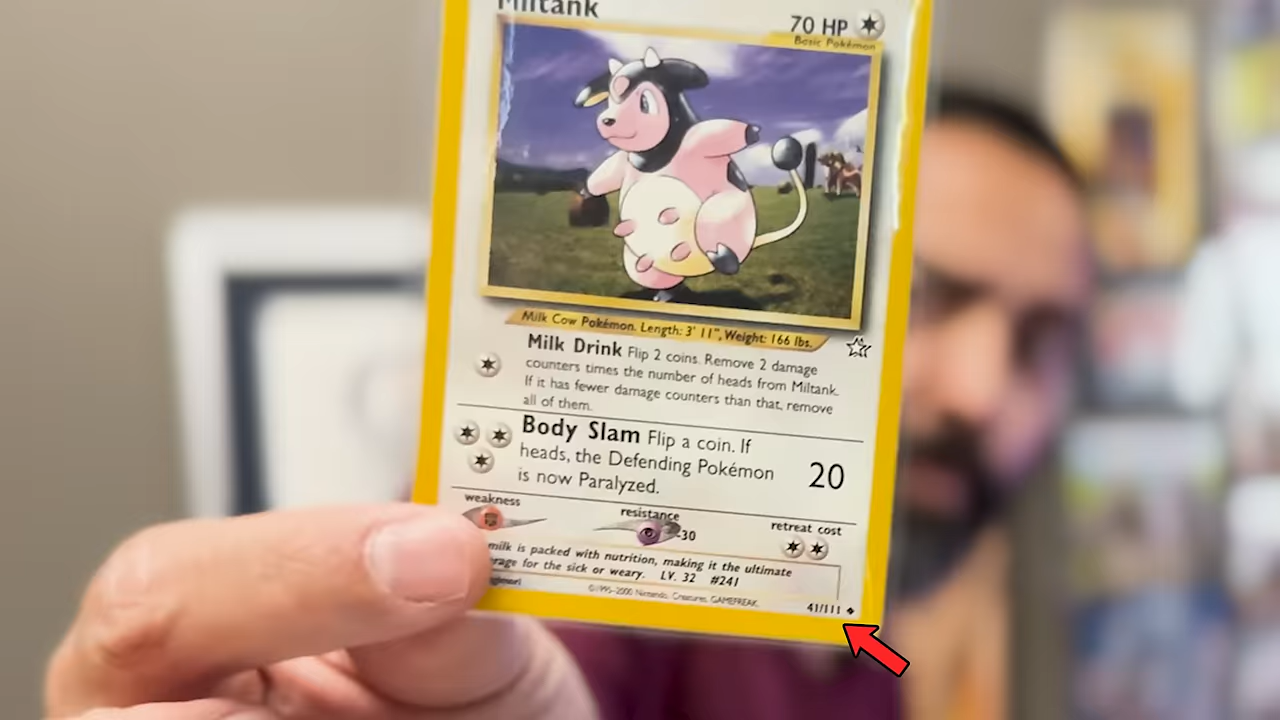 Miltank
70 HP
Basic Pokémon
Milk Cow Pokémon. Length: 3' 11", Weight: 166 lbs.
Milk Drink Flip 2 coins. Remove 2 damage
counters times the number of heads from Miltank.
If it has fewer damage counters than that, remove
all of them.
Body Slam Flip a coin. If
heads, the Defending Pokémon
is now Paralyzed.
20
weakness
resistance
-30
retreat cost
milk is packed with nutrition, making it the ultimate
rage for the sick or weary. LV. 32 #241
©1995–2000 Nintendo, Creatures, GAMEFREAK.
41/111